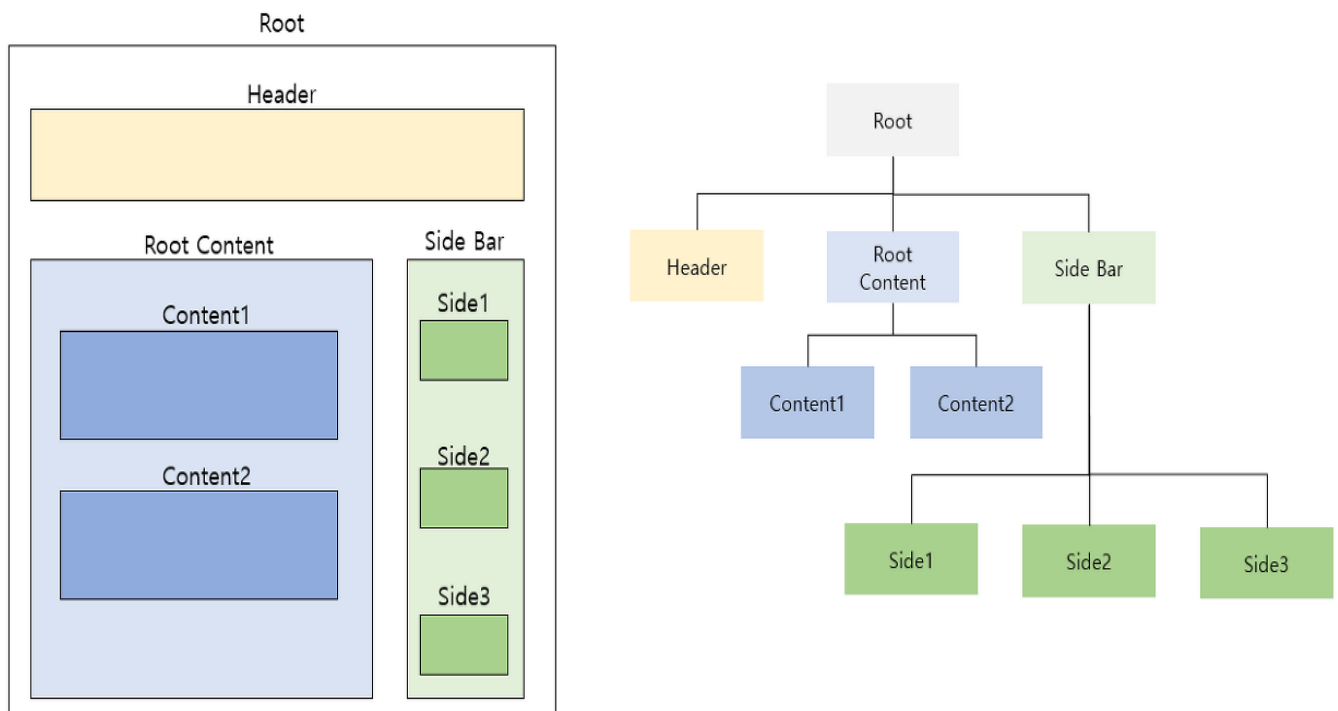 Root
Header
Root Content
Side Bar
Content1
Side1
Content2
Side2
Side3
Root
Header
Root
Content
Side Bar
Content1
Content2
Side1
Side2
Side3